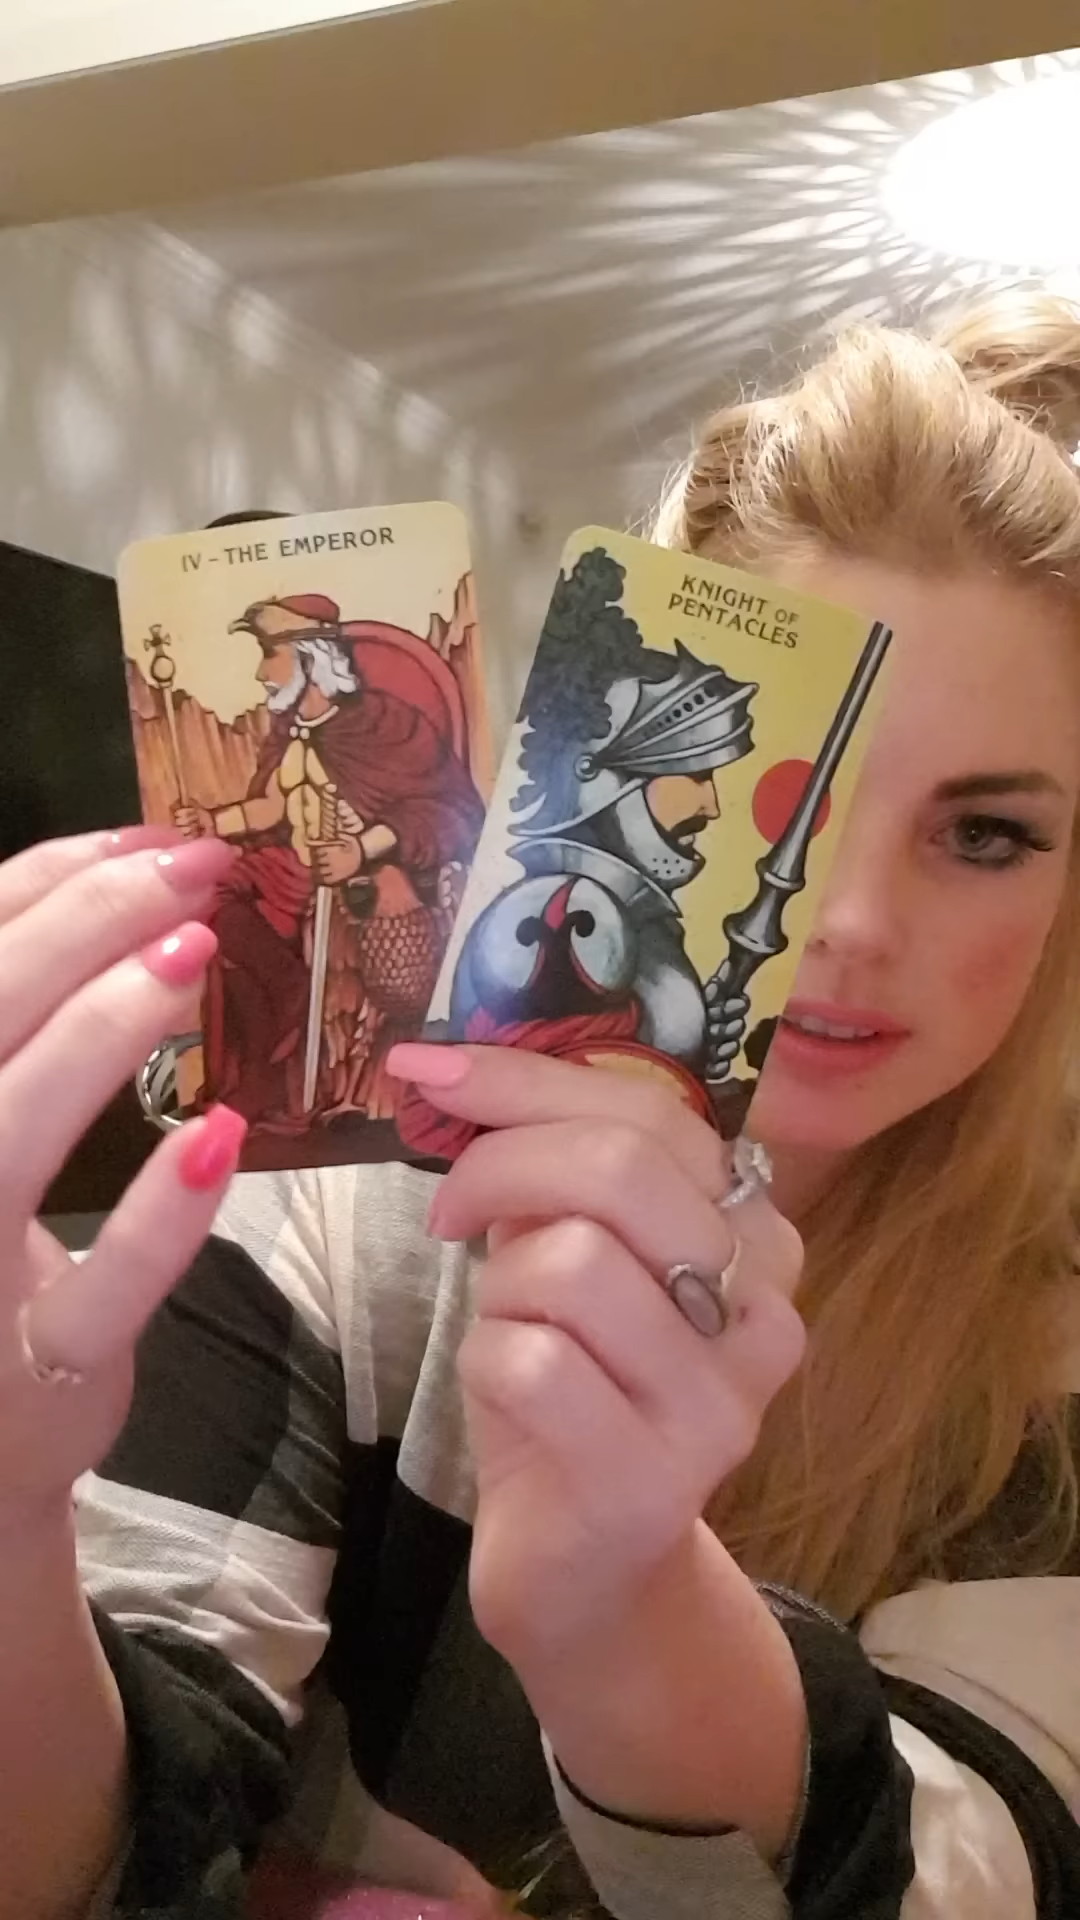 IV - THE EMPEROR
KNIGHT OF
PENTACLES